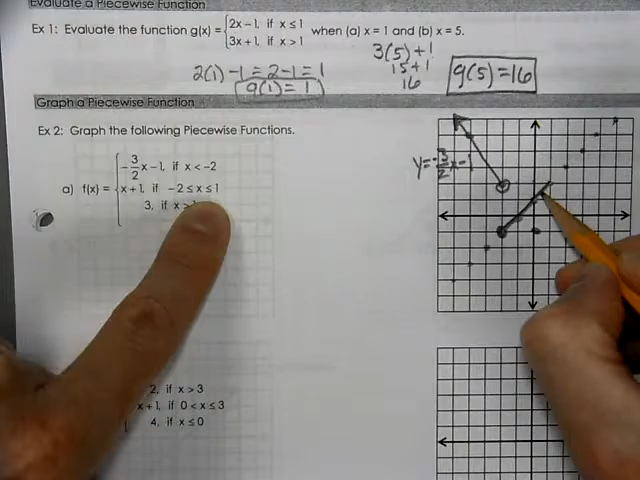 Evaluate a Piecewise Function
Ex 1: Evaluate the function g(x) = { 2x − 1, if x ≤ 1
3x + 1, if x > 1 when (a) x = 1 and (b) x = 5.
2(1) −1 = 2 −1 = 1
g(1) = 1
3(5) + 1
15 + 1
16
g(5) = 16
Graph a Piecewise Function
Ex 2: Graph the following Piecewise Functions.
a) f(x) = { −3/2 x − 1, if x < −2
x + 1, if −2 ≤ x ≤ 1
3, if x >
y = −3/2 x −1
2, if x > 3
x + 1, if 0 < x ≤ 3
4, if x ≤ 0